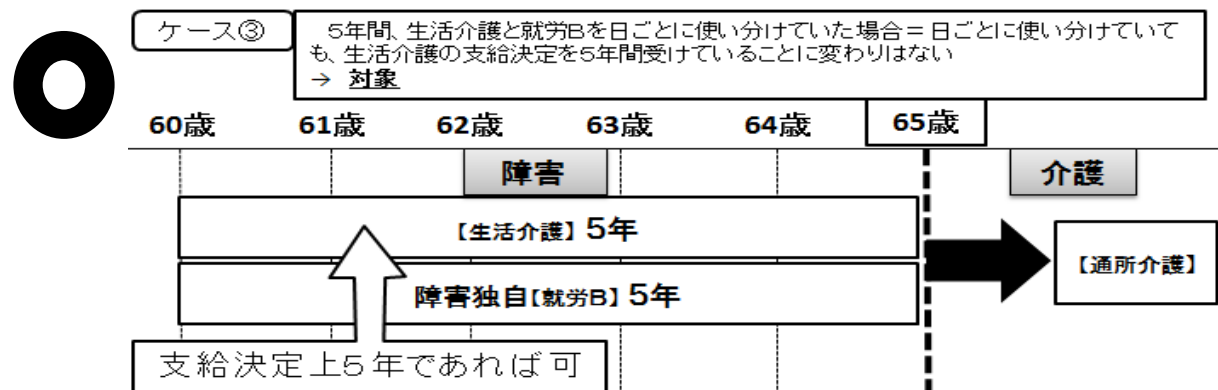 ケース③
5年間、生活介護と就労Bを日ごとに使い分けていた場合＝日ごとに使い分けていて
も、生活介護の支給決定を5年間受けていることに変わりはない
→ 対象
60歳 61歳 62歳 63歳 64歳 65歳
障害 介護
【生活介護】5年
【通所介護】
障害独自【就労B】5年
支給決定上5年であれば可